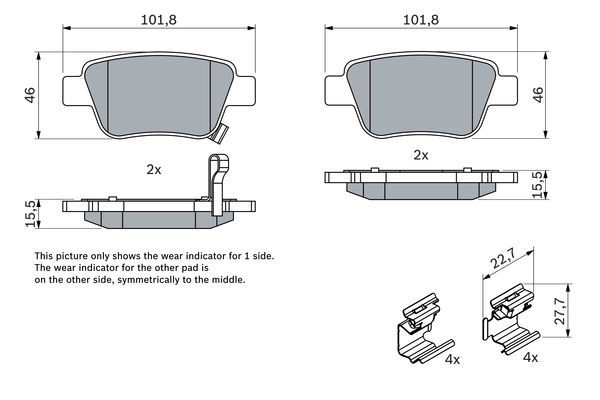 101,8
101,8
46
46
2x
2x
15,5
15,5
This picture only shows the wear indicator for 1 side.
The wear indicator for the other pad is
on the other side, symmetrically to the middle.
22,7
27,7
4x
4x